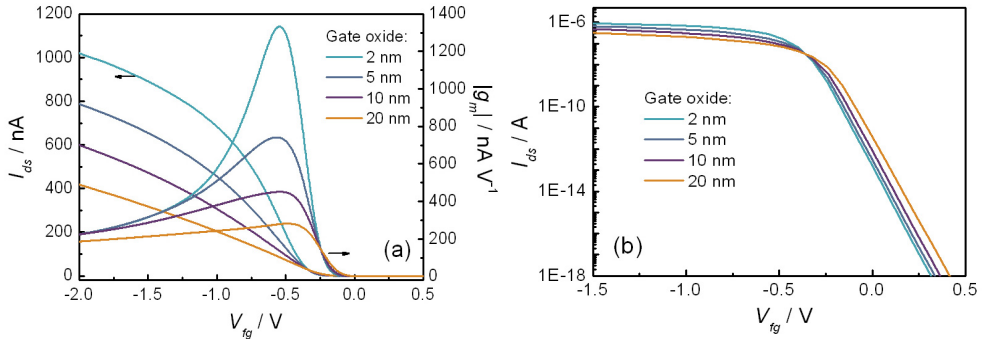 1200
1000
800
600
400
200
0
I_ds / nA
Gate oxide:
2 nm
5 nm
10 nm
20 nm
(a)
1400
1200
1000
800
600
400
200
0
|g_m| / nA V⁻¹
-2.0 -1.5 -1.0 -0.5 0.0 0.5
V_fg / V
1E-6
1E-10
1E-14
1E-18
I_ds / A
Gate oxide:
2 nm
5 nm
10 nm
20 nm
(b)
-1.5 -1.0 -0.5 0.0 0.5
V_fg / V